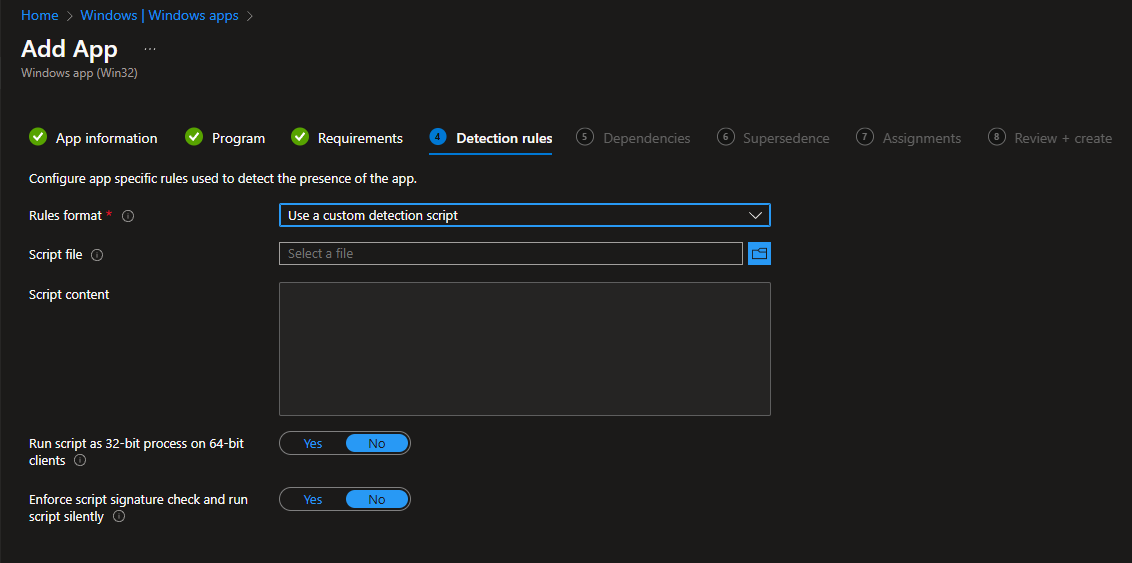 Home > Windows | Windows apps >
Add App ...
Windows app (Win32)
App information Program Requirements 4 Detection rules 5 Dependencies 6 Supersedence 7 Assignments 8 Review + create
Configure app specific rules used to detect the presence of the app.
Rules format * Use a custom detection script
Script file Select a file
Script content
Run script as 32-bit process on 64-bit
clients
Yes No
Enforce script signature check and run
script silently
Yes No